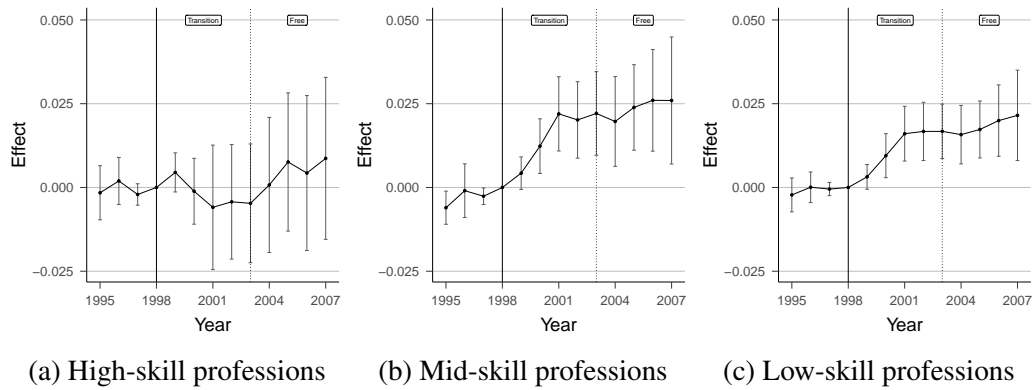 0.050
0.025
0.000
−0.025
Effect
Transition
Free
1995
1998
2001
2004
2007
Year
(a) High-skill professions
0.050
0.025
0.000
−0.025
Effect
Transition
Free
1995
1998
2001
2004
2007
Year
(b) Mid-skill professions
0.050
0.025
0.000
−0.025
Effect
Transition
Free
1995
1998
2001
2004
2007
Year
(c) Low-skill professions